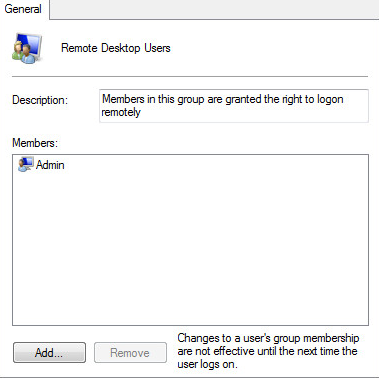 General
Remote Desktop Users
Description:
Members in this group are granted the right to logon
remotely
Members:
Admin
Add...
Remove
Changes to a user's group membership
are not effective until the next time the
user logs on.